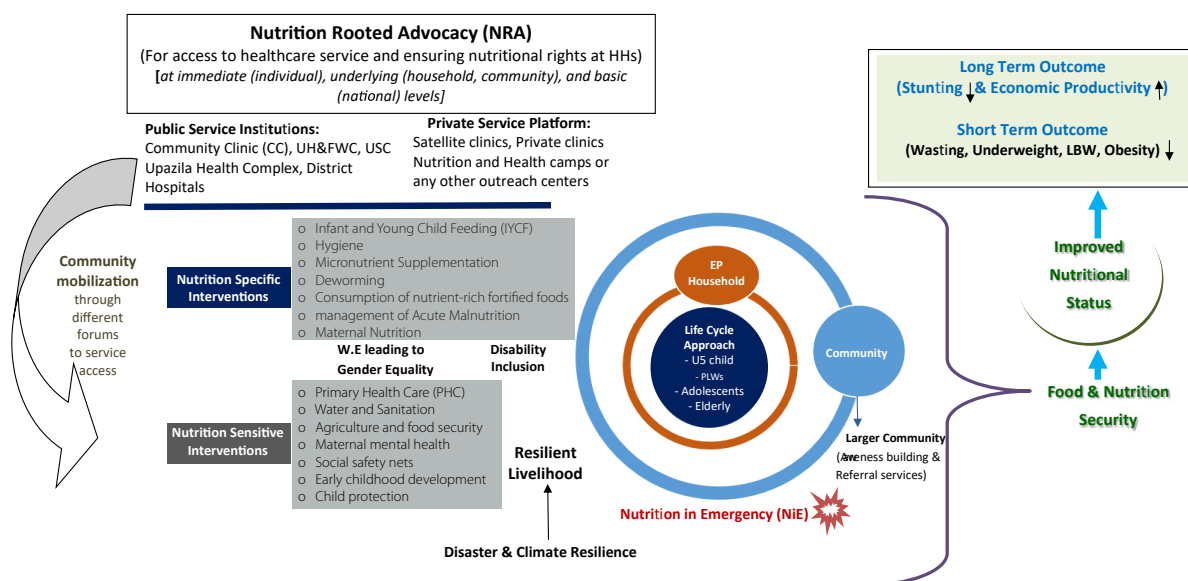 Nutrition Rooted Advocacy (NRA)
(For access to healthcare service and ensuring nutritional rights at HHs)
[at immediate (individual), underlying (household, community), and basic
(national) levels]
Public Service Institutions:
Community Clinic (CC), UH&FWC, USC
Upazila Health Complex, District
Hospitals
Private Service Platform:
Satellite clinics, Private clinics
Nutrition and Health camps or
any other outreach centers
Community
mobilization
through
different
forums
to service
access
Nutrition Specific
Interventions
o Infant and Young Child Feeding (IYCF)
o Hygiene
o Micronutrient Supplementation
o Deworming
o Consumption of nutrient-rich fortified foods
o management of Acute Malnutrition
o Maternal Nutrition
W.E leading to
Gender Equality
Disability
Inclusion
Nutrition Sensitive
Interventions
o Primary Health Care (PHC)
o Water and Sanitation
o Agriculture and food security
o Maternal mental health
o Social safety nets
o Early childhood development
o Child protection
Resilient
Livelihood
Disaster & Climate Resilience
EP
Household
Life Cycle
Approach
- U5 child
- PLWs
- Adolescents
- Elderly
Community
Larger Community
(Awareness building &
Referral services)
Nutrition in Emergency (NiE)
Long Term Outcome
(Stunting & Economic Productivity )
Short Term Outcome
(Wasting, Underweight, LBW, Obesity)
Improved
Nutritional
Status
Food & Nutrition
Security